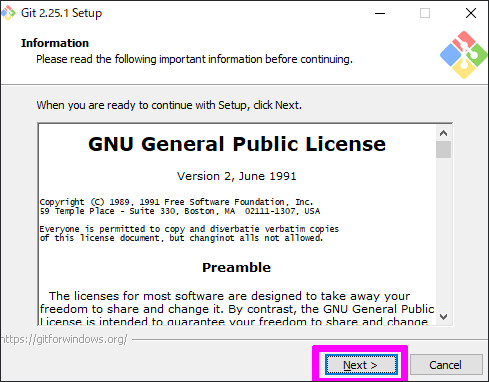 Git 2.25.1 Setup
Information
Please read the following important information before continuing.
When you are ready to continue with Setup, click Next.
GNU General Public License
Version 2, June 1991
Copyright (C) 1989, 1991 Free Software Foundation, Inc.
59 Temple Place - Suite 330, Boston, MA 02111-1307, USA
Everyone is permitted to copy and diverbatie verbatim copies
of this license document, but changinot alls not allowed.
Preamble
The licenses for most software are designed to take away your
freedom to share and change it. By contrast, the GNU General Public
License is intended to guarantee your freedom to share and change
https://gitforwindows.org/
Next >
Cancel